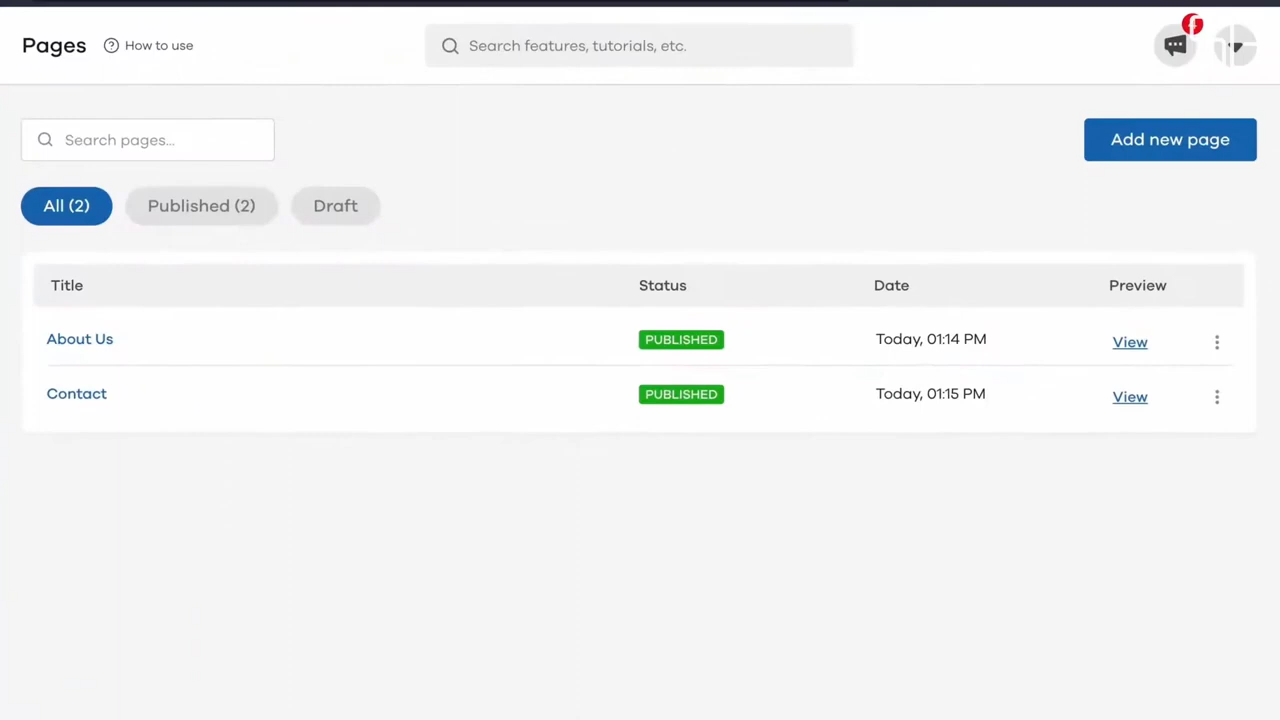 Pages How to use Search features, tutorials, etc.
Search pages... Add new page
All (2) Published (2) Draft
Title Status Date Preview
About Us PUBLISHED Today, 01:14 PM View
Contact PUBLISHED Today, 01:15 PM View